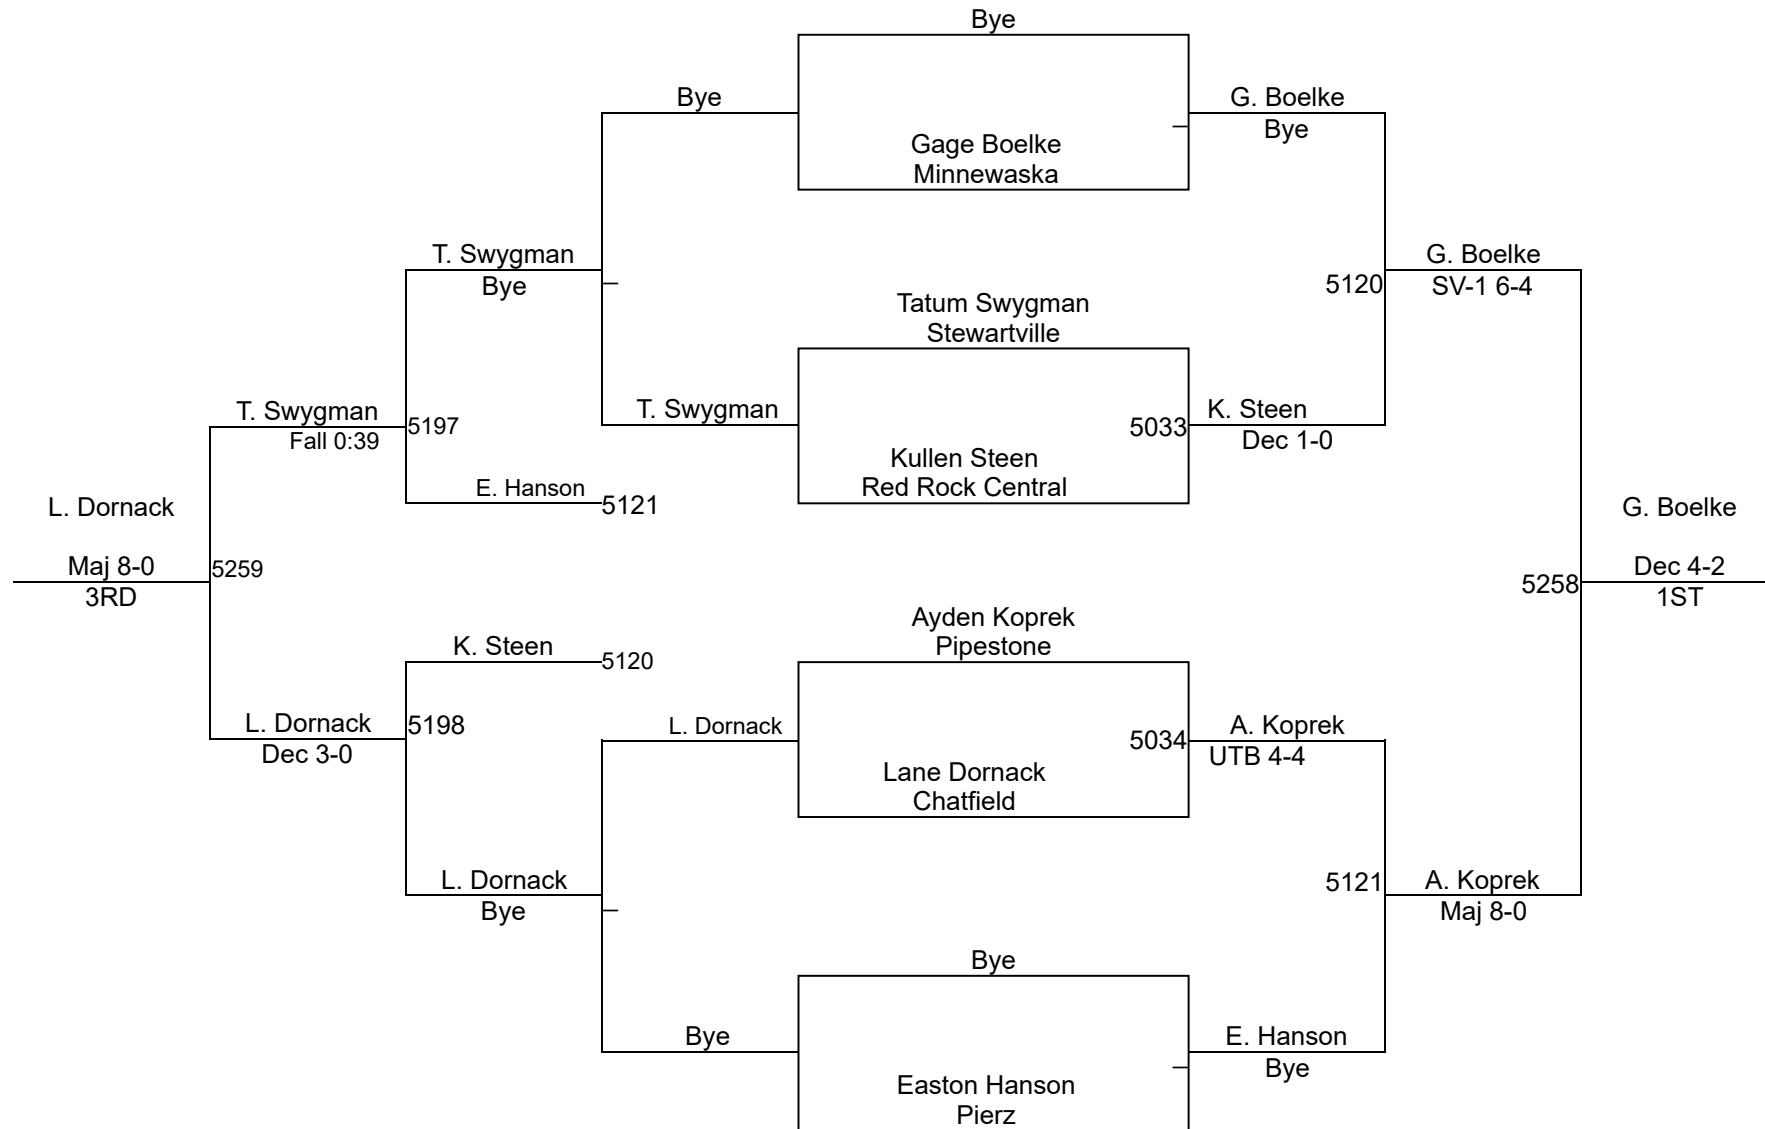 Bye
Bye
G. Boelke
Bye
Gage Boelke
Minnewaska
T. Swygman
Bye
G. Boelke
SV-1 6-4
5120
Tatum Swygman
Stewartville
T. Swygman
Fall 0:39
5197
T. Swygman
5033
K. Steen
Dec 1-0
Kullen Steen
Red Rock Central
E. Hanson
5121
L. Dornack
Maj 8-0
3RD
5259
G. Boelke
Dec 4-2
1ST
5258
Ayden Koprek
Pipestone
K. Steen
5120
L. Dornack
Dec 3-0
5198
L. Dornack
5034
A. Koprek
UTB 4-4
Lane Dornack
Chatfield
L. Dornack
Bye
5121
A. Koprek
Maj 8-0
Bye
Bye
E. Hanson
Bye
Easton Hanson
Pierz